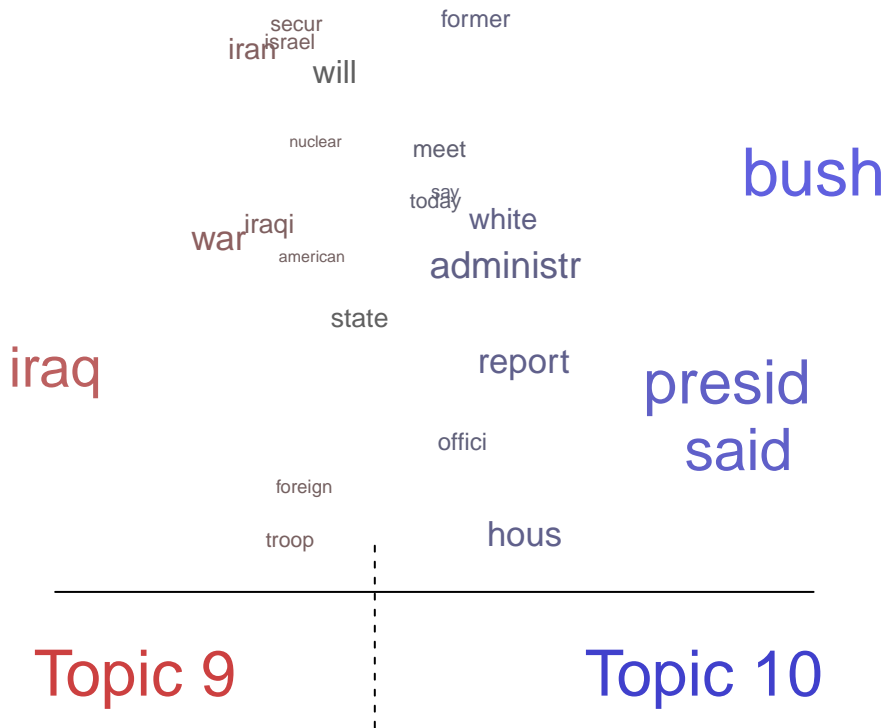 former
secur
israel
iran
will
nuclear
meet
bush
say
today
white
iraqi
war
american
administr
state
iraq
report
presid
said
offici
foreign
hous
troop
Topic 9
Topic 10